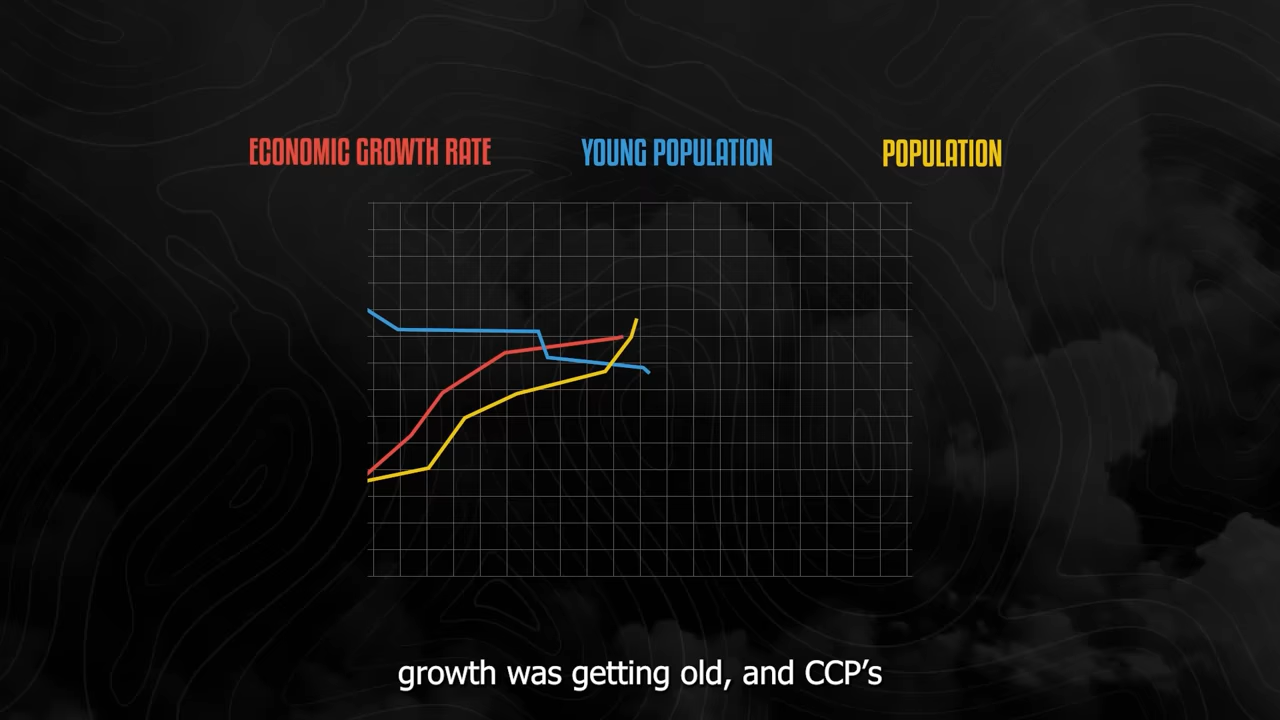 ECONOMIC GROWTH RATE YOUNG POPULATION POPULATION
growth was getting old, and CCP's